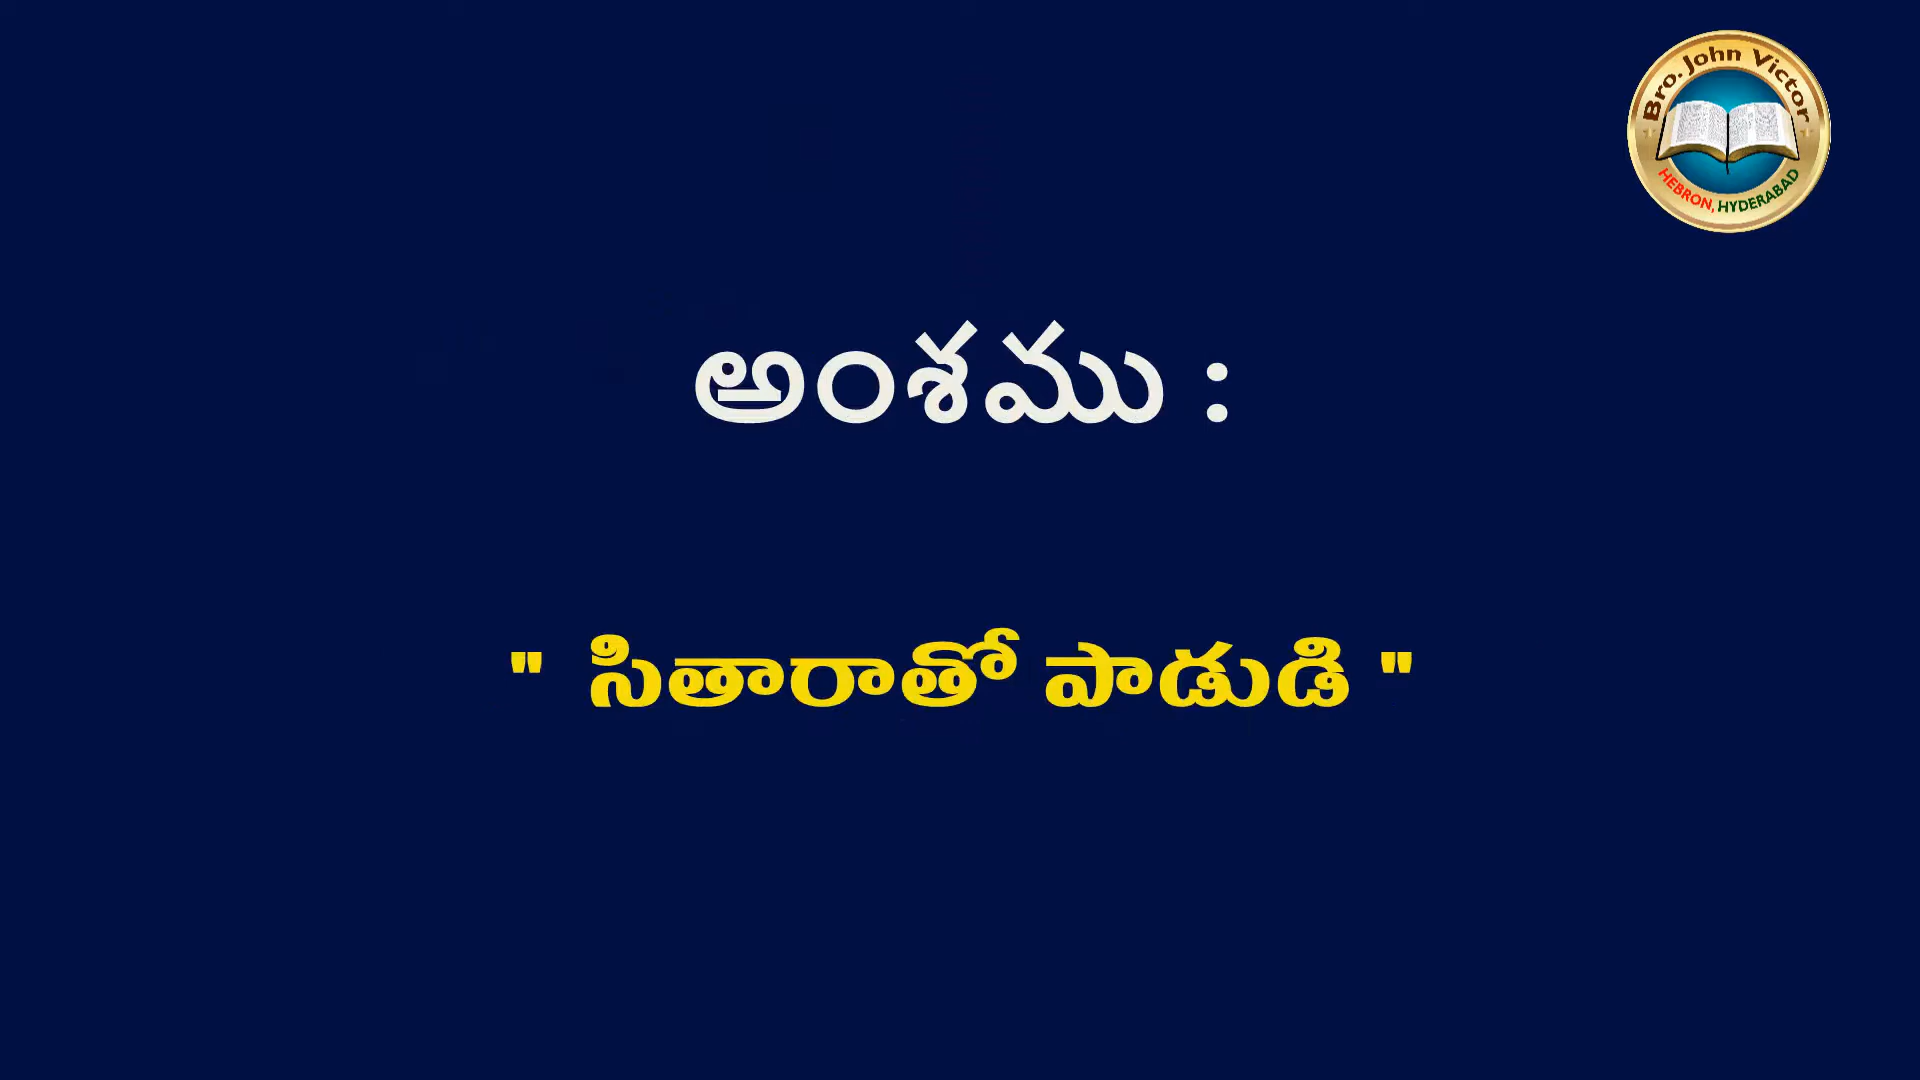 Bro. John Victor
HEBRON, HYDERABAD
అంశము :
" సితారాతో పాడుడి "